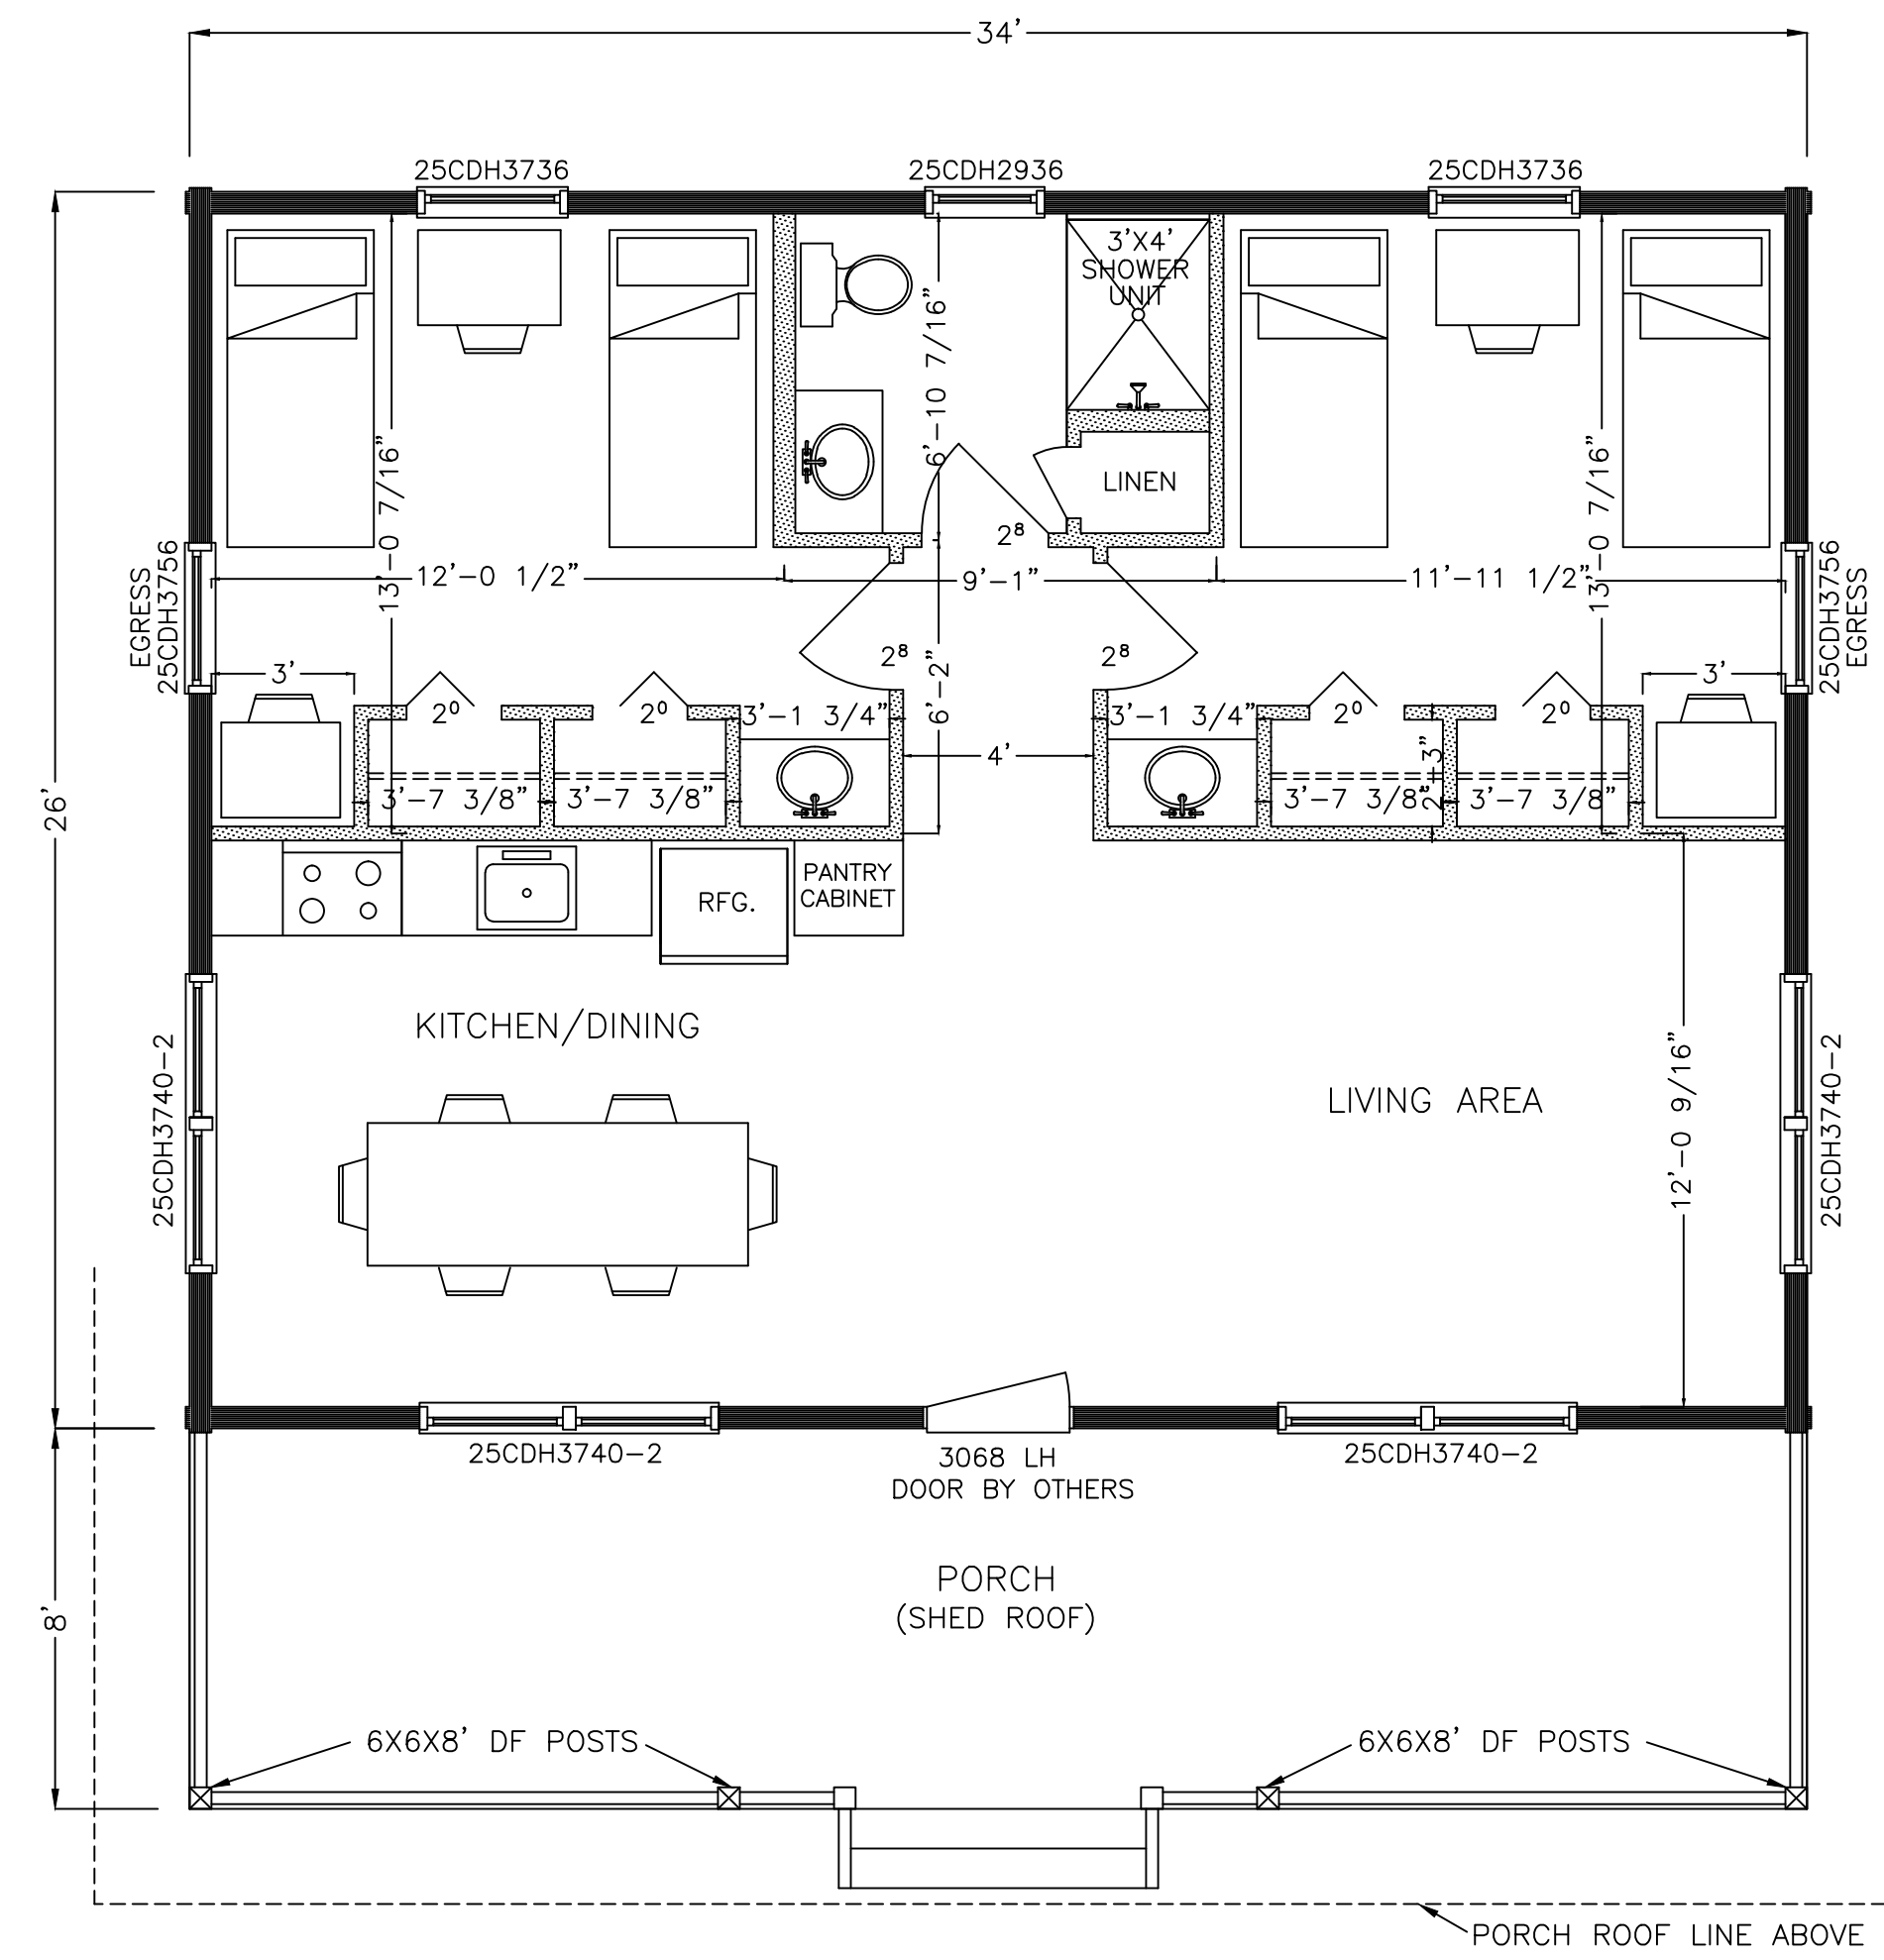 34'
25CDH3736
25CDH2936
25CDH3736
3'X4'
SHOWER
UNIT
6'-10 7/16"
13'-0 7/16"
13'-0 7/16"
LINEN
2⁸
EGRESS
25CDH3756
12'-0 1/2"
9'-1"
11'-11 1/2"
25CDH3756
EGRESS
2⁸
2⁸
3'
3'
6'-2"
2⁰
2⁰
3'-1 3/4"
3'-1 3/4"
2⁰
2⁰
4'
2'-3"
3'-7 3/8"
3'-7 3/8"
3'-7 3/8"
3'-7 3/8"
26'
PANTRY
CABINET
RFG.
KITCHEN/DINING
LIVING AREA
25CDH3740-2
12'-0 9/16"
25CDH3740-2
25CDH3740-2
3068 LH
DOOR BY OTHERS
25CDH3740-2
8'
PORCH
(SHED ROOF)
6X6X8' DF POSTS
6X6X8' DF POSTS
PORCH ROOF LINE ABOVE